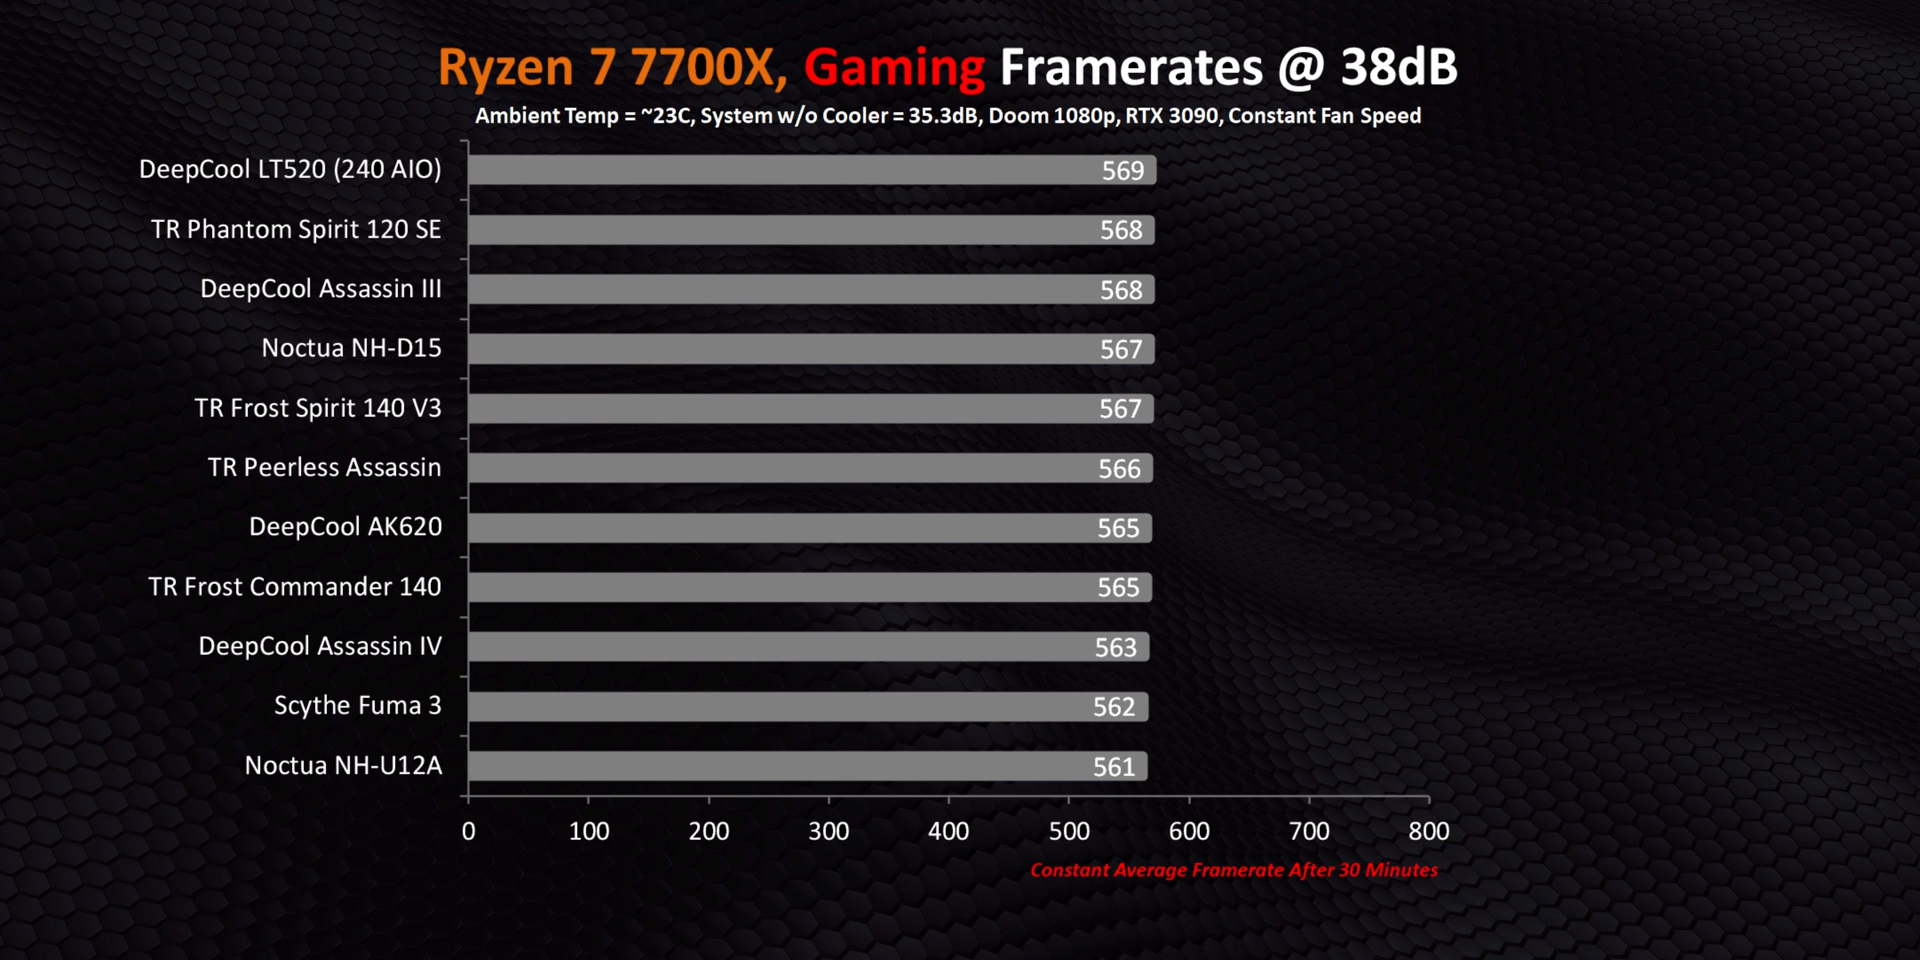 Ryzen 7 7700X, Gaming Framerates @ 38dB
Ambient Temp = ~23C, System w/o Cooler = 35.3dB, Doom 1080p, RTX 3090, Constant Fan Speed
DeepCool LT520 (240 AIO) 569
TR Phantom Spirit 120 SE 568
DeepCool Assassin III 568
Noctua NH-D15 567
TR Frost Spirit 140 V3 567
TR Peerless Assassin 566
DeepCool AK620 565
TR Frost Commander 140 565
DeepCool Assassin IV 563
Scythe Fuma 3 562
Noctua NH-U12A 561
0 100 200 300 400 500 600 700 800
Constant Average Framerate After 30 Minutes